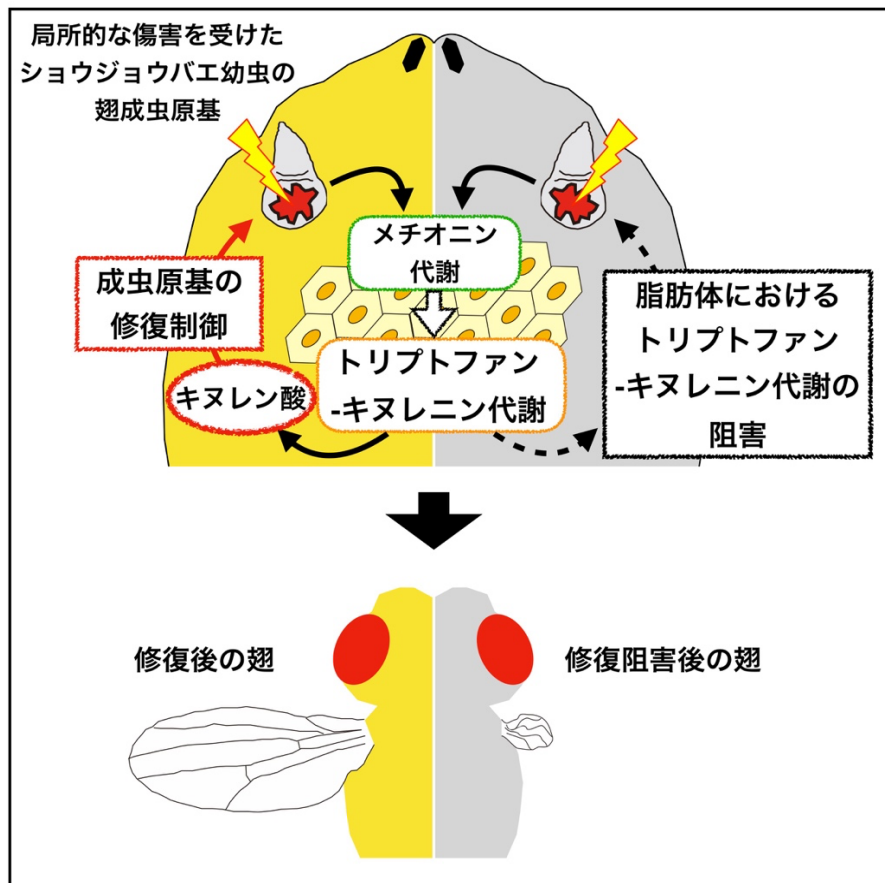 局所的な傷害を受けた
ショウジョウバエ幼虫の
翅成虫原基
メチオニン
代謝
成虫原基の
修復制御
キヌレン酸
トリプトファン
-キヌレニン代謝
脂肪体における
トリプトファン
-キヌレニン代謝の
阻害
修復後の翅
修復阻害後の翅